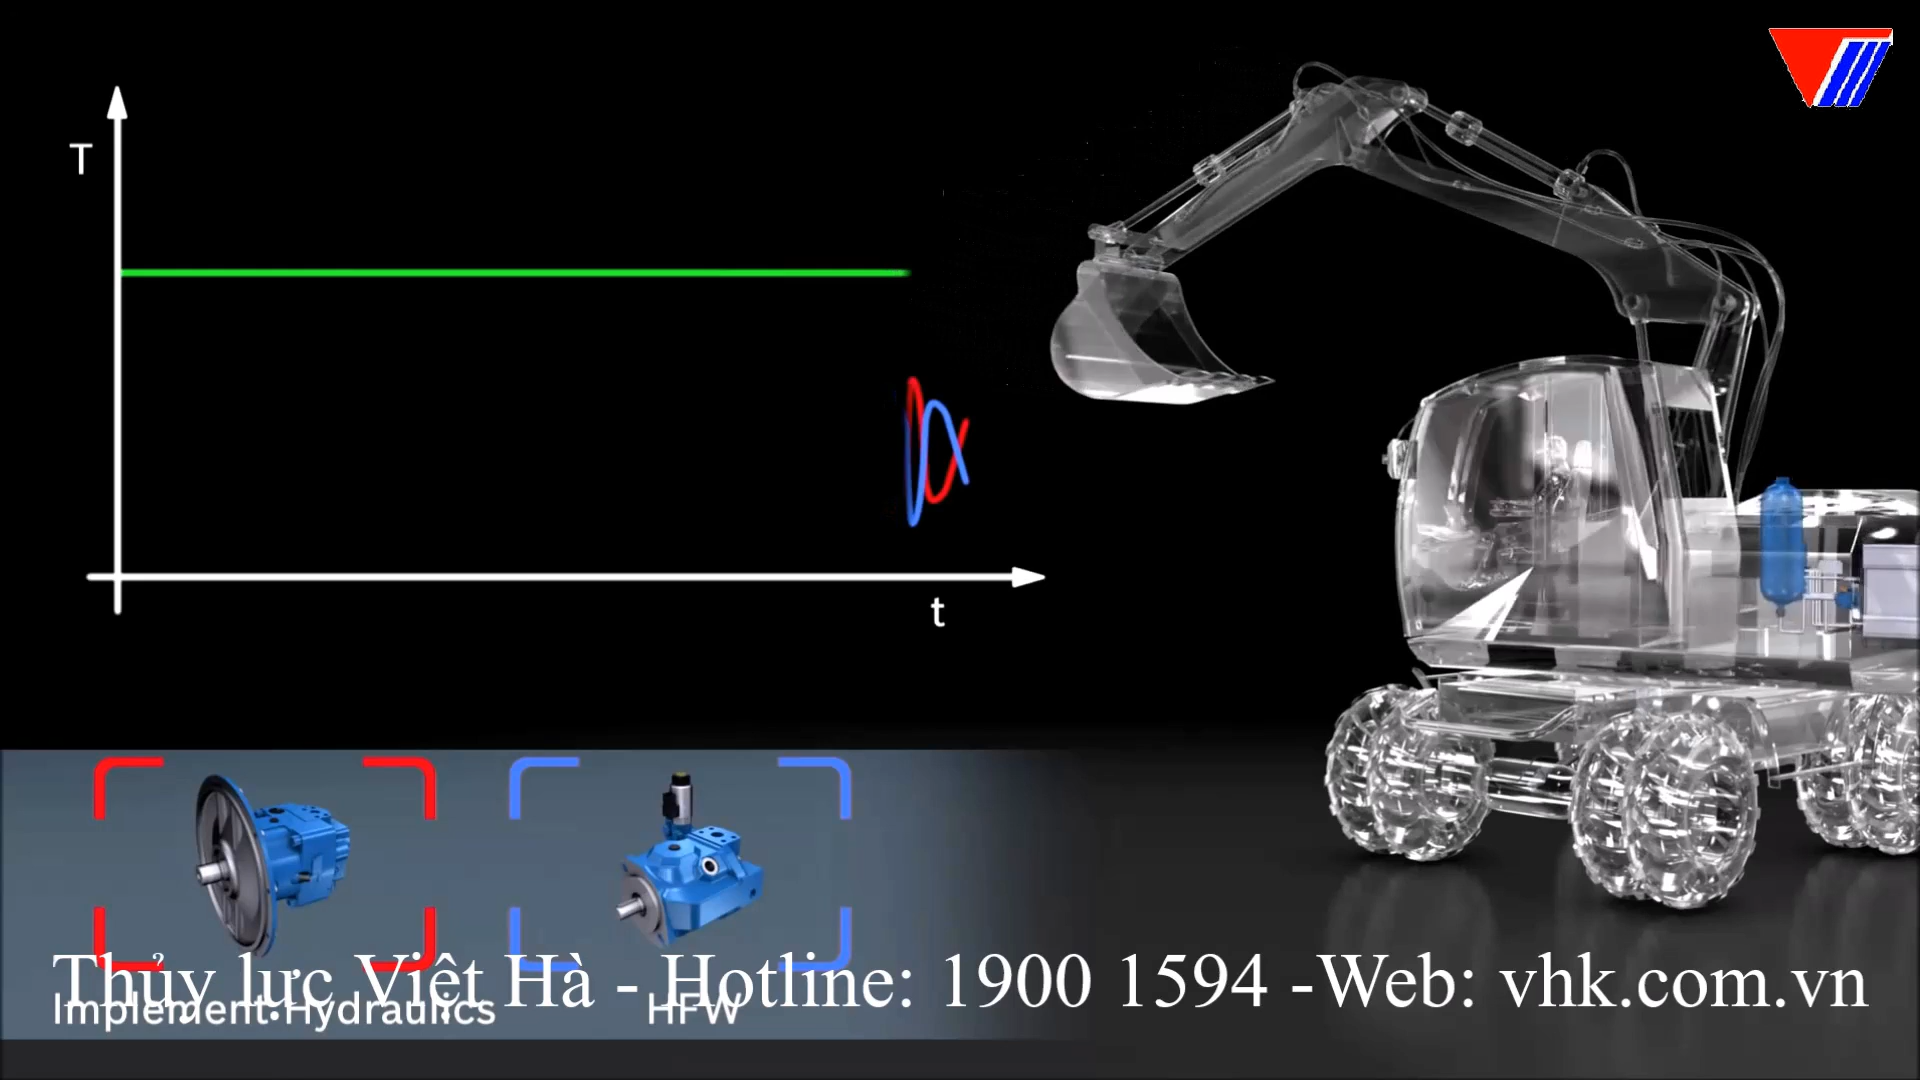 T
t
Thủy lực Việt Hà - Hotline: 1900 1594 -Web: vhk.com.vn
Implement Hydraulics
HFW